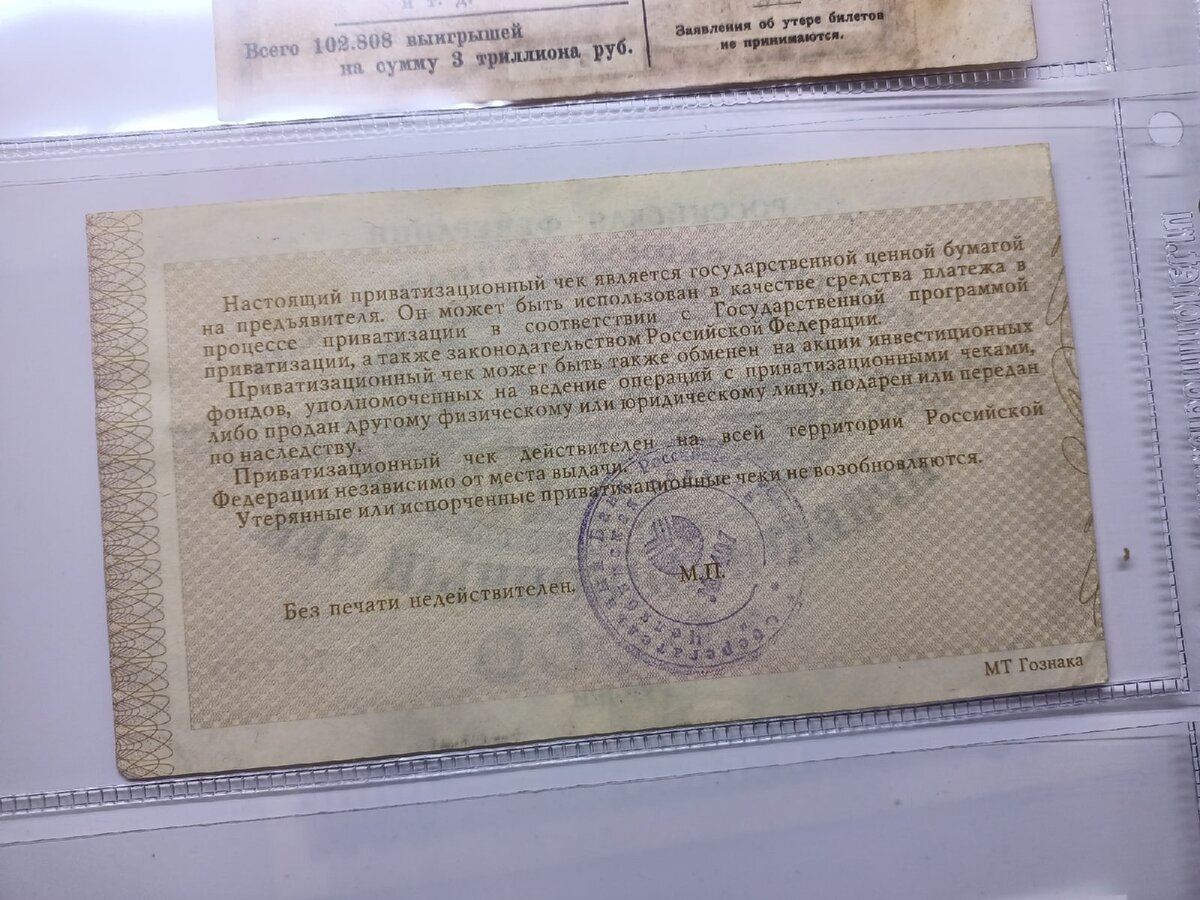 и т. д.
Всего 102.808 выигрышей
на сумму 3 триллиона руб.
Заявления об утере билетов
не принимаются.
Настоящий приватизационный чек является государственной ценной бумагой
на предъявителя. Он может быть использован в качестве средства платежа в
процессе приватизации в соответствии с Государственной программой
приватизации, а также законодательством Российской Федерации.
Приватизационный чек может быть также обменен на акции инвестиционных
фондов, уполномоченных на ведение операций с приватизационными чеками,
либо продан другому физическому или юридическому лицу, подарен или передан
по наследству.
Приватизационный чек действителен на всей территории Российской
Федерации независимо от места выдачи.
Утерянные или испорченные приватизационные чеки не возобновляются.
Без печати недействителен.
М.П.
МТ Гознака